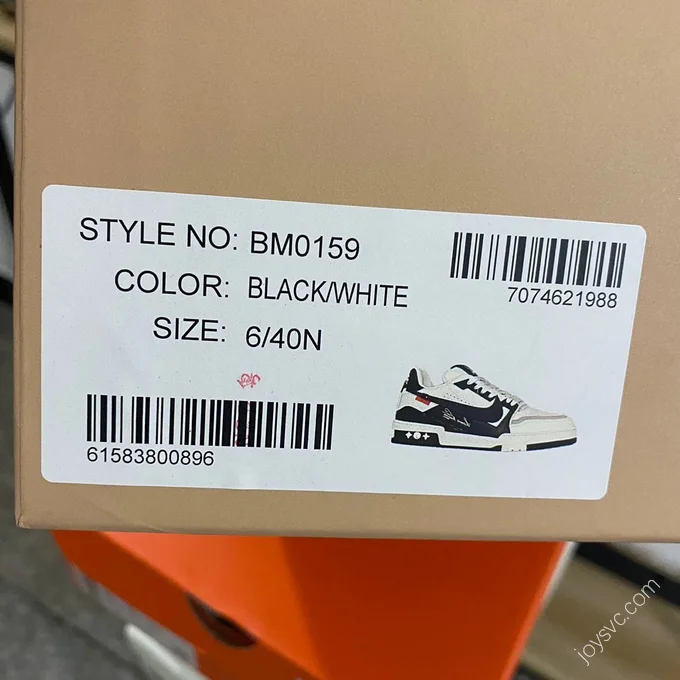 STYLE NO: BM0159
COLOR: BLACK/WHITE
SIZE: 6/40N
7074621988
61583800896
joysvc.com